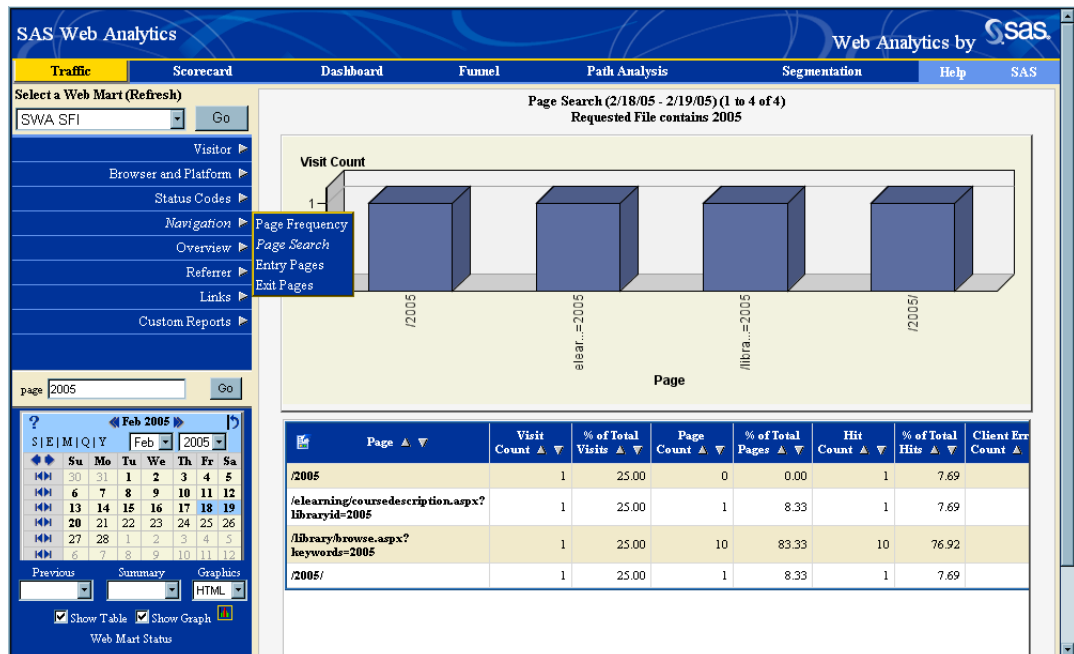 SAS Web Analytics
Web Analytics by Ssas.
Traffic Scorecard Dashboard Funnel Path Analysis Segmentation Help SAS
Select a Web Mart (Refresh)
SWA SFI Go
Visitor
Browser and Platform
Status Codes
Navigation
Overview
Referrer
Links
Custom Reports
Page Frequency
Page Search
Entry Pages
Exit Pages
page 2005 Go
? Feb 2005
S | E | M | Q | Y Feb 2005
Su Mo Tu We Th Fr Sa
30 31 1 2 3 4 5
6 7 8 9 10 11 12
13 14 15 16 17 18 19
20 21 22 23 24 25 26
27 28 1 2 3 4 5
6 7 8 9 10 11 12
Previous Summary Graphics
HTML
Show Table Show Graph
Web Mart Status
Page Search (2/18/05 - 2/19/05) (1 to 4 of 4)
Requested File contains 2005
Visit Count
1
/2005
elear...=2005
/libra...=2005
/2005/
Page
Page Visit Count % of Total Visits Page Count % of Total Pages Hit Count % of Total Hits Client Err Count
/2005 1 25.00 0 0.00 1 7.69
/elearning/coursedescription.aspx?
libraryid=2005 1 25.00 1 8.33 1 7.69
/library/browse.aspx?
keywords=2005 1 25.00 10 83.33 10 76.92
/2005/ 1 25.00 1 8.33 1 7.69